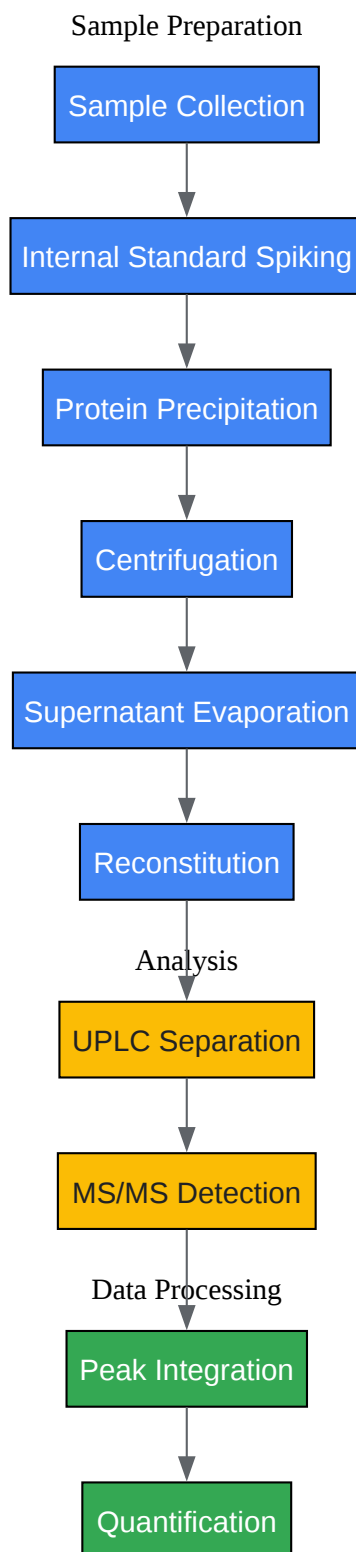 Sample Preparation
Sample Collection
Internal Standard Spiking
Protein Precipitation
Centrifugation
Supernatant Evaporation
Reconstitution
Analysis
UPLC Separation
MS/MS Detection
Data Processing
Peak Integration
Quantification